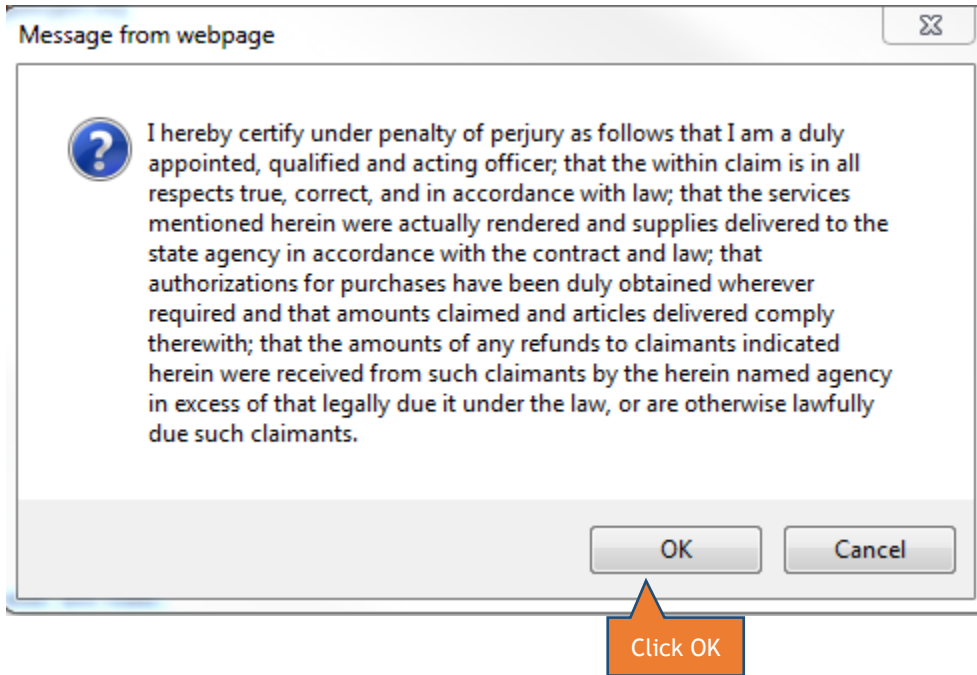 Message from webpage
I hereby certify under penalty of perjury as follows that I am a duly
appointed, qualified and acting officer; that the within claim is in all
respects true, correct, and in accordance with law; that the services
mentioned herein were actually rendered and supplies delivered to the
state agency in accordance with the contract and law; that
authorizations for purchases have been duly obtained wherever
required and that amounts claimed and articles delivered comply
therewith; that the amounts of any refunds to claimants indicated
herein were received from such claimants by the herein named agency
in excess of that legally due it under the law, or are otherwise lawfully
due such claimants.
OK Cancel
Click OK